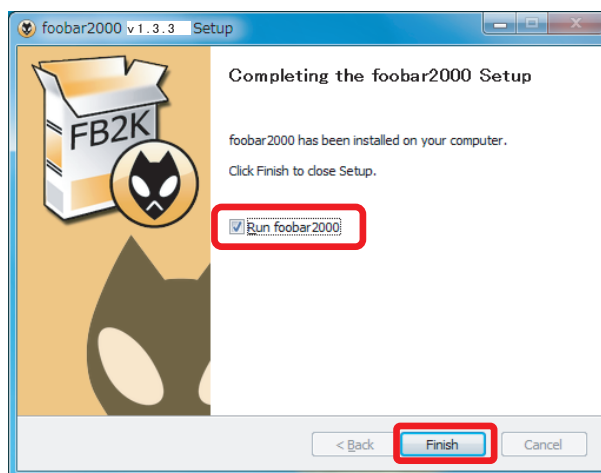 foobar2000 v1.3.3 Setup
FB2K
Completing the foobar2000 Setup
foobar2000 has been installed on your computer.
Click Finish to close Setup.
Run foobar2000
< Back Finish Cancel